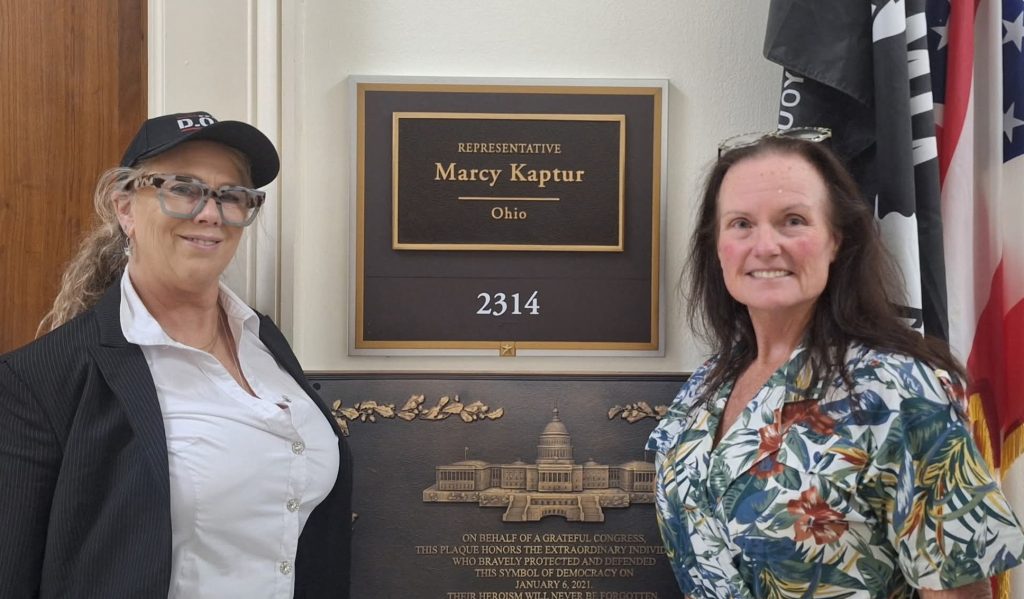 REPRESENTATIVE
Marcy Kaptur
Ohio
2314
ON BEHALF OF A GRATEFUL CONGRESS,
THIS PLAQUE HONORS THE EXTRAORDINARY
WHO BRAVELY PROTECTED AND DEFENDED
THIS SYMBOL OF DEMOCRACY ON
JANUARY 6, 2021.
THEIR HEROISM WILL NEVER BE FORGOTTEN
YOU